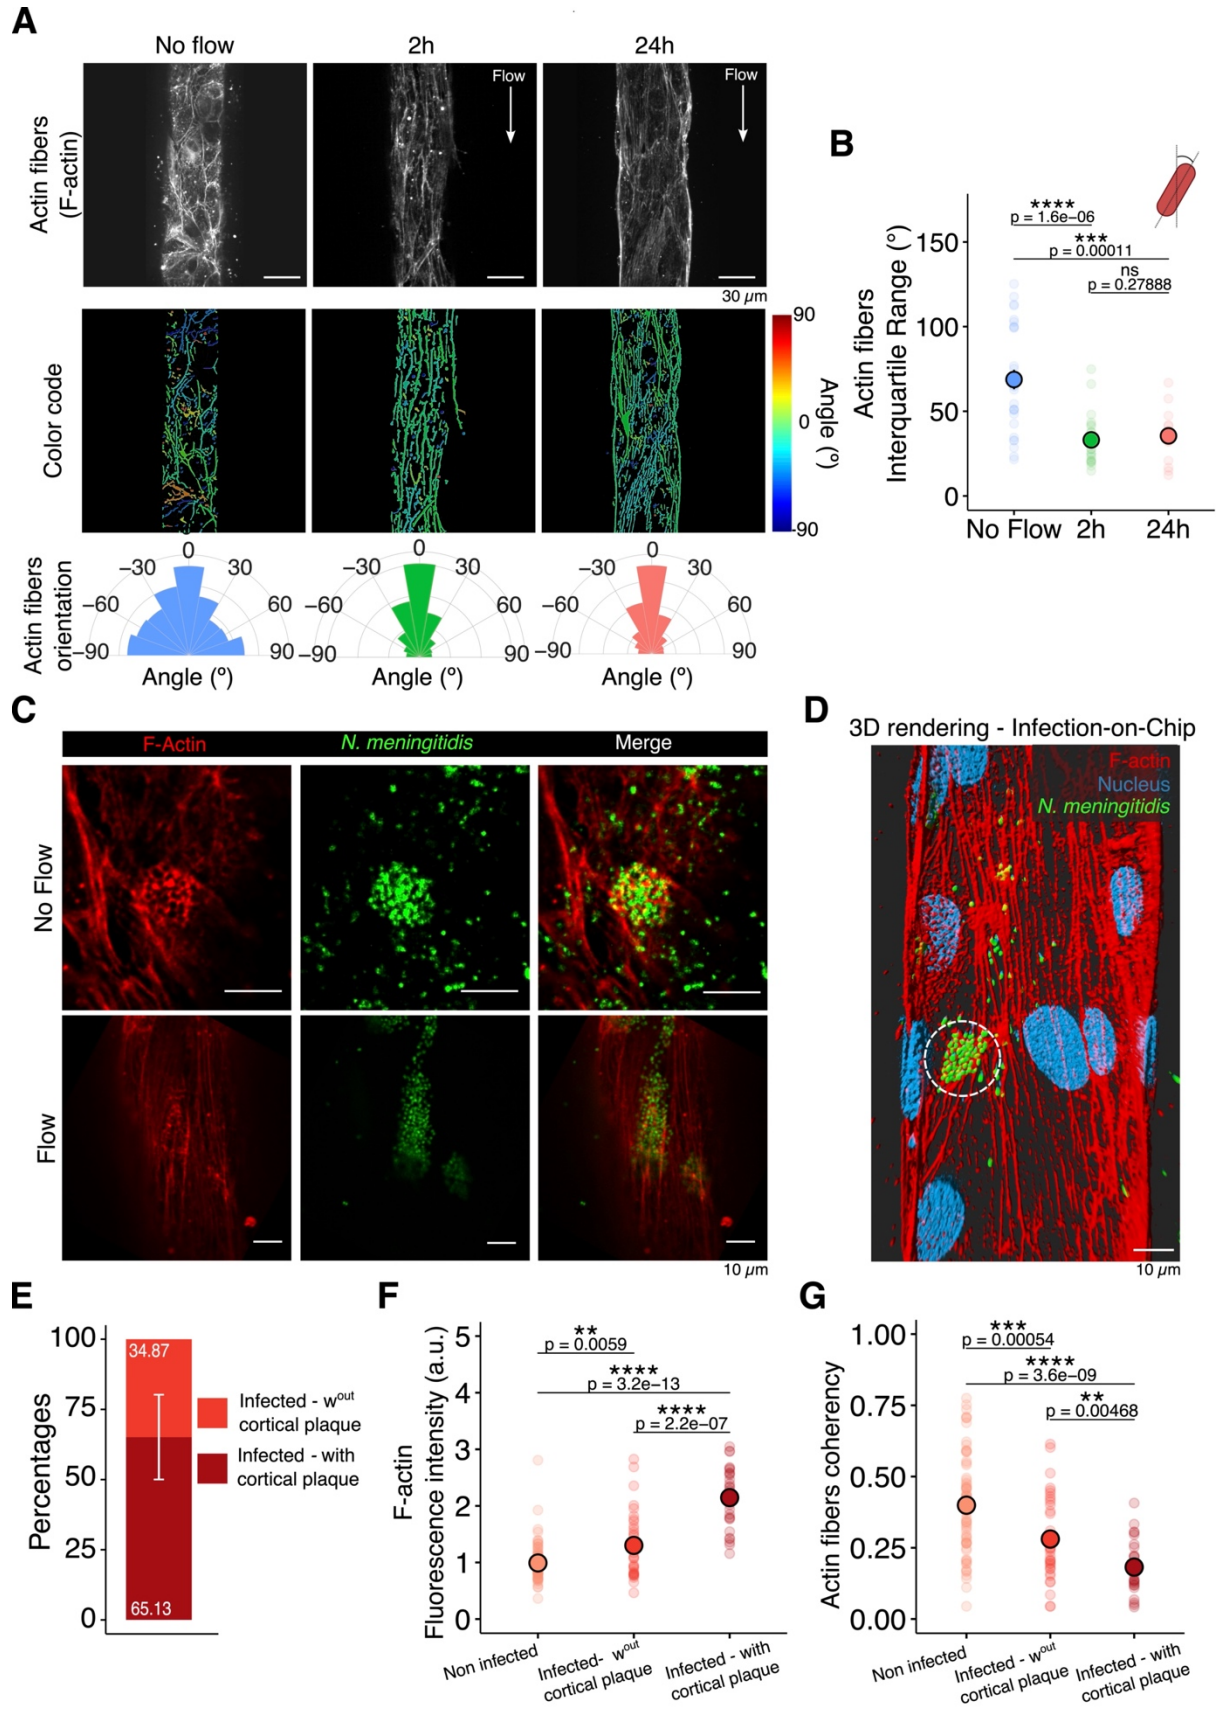 A
No flow
2h
24h
Actin fibers
(F-actin)
Flow
Flow
30 µm
Color code
90
0
-90
Angle (º)
Actin fibers
orientation
−90
−60
−30
0
30
60
90
Angle (º)
−90
−60
−30
0
30
60
90
Angle (º)
−90
−60
−30
0
30
60
90
Angle (º)
B
Actin fibers
Interquartile Range (°)
150
100
50
0
****
p = 1.6e−06
***
p = 0.00011
ns
p = 0.27888
No Flow
2h
24h
C
F-Actin
N. meningitidis
Merge
No Flow
Flow
10 µm
D
3D rendering - Infection-on-Chip
F-actin
Nucleus
N. meningitidis
10 µm
E
Percentages
100
75
50
25
0
34.87
65.13
Infected - wout
cortical plaque
Infected - with
cortical plaque
F
F-actin
Fluorescence intensity (a.u.)
5
4
3
2
1
0
**
p = 0.0059
****
p = 3.2e−13
****
p = 2.2e−07
Non infected
Infected- wout
cortical plaque
Infected - with
cortical plaque
G
Actin fibers coherency
1.00
0.75
0.50
0.25
0.00
***
p = 0.00054
****
p = 3.6e−09
**
p = 0.00468
Non infected
Infected - wout
cortical plaque
Infected - with
cortical plaque